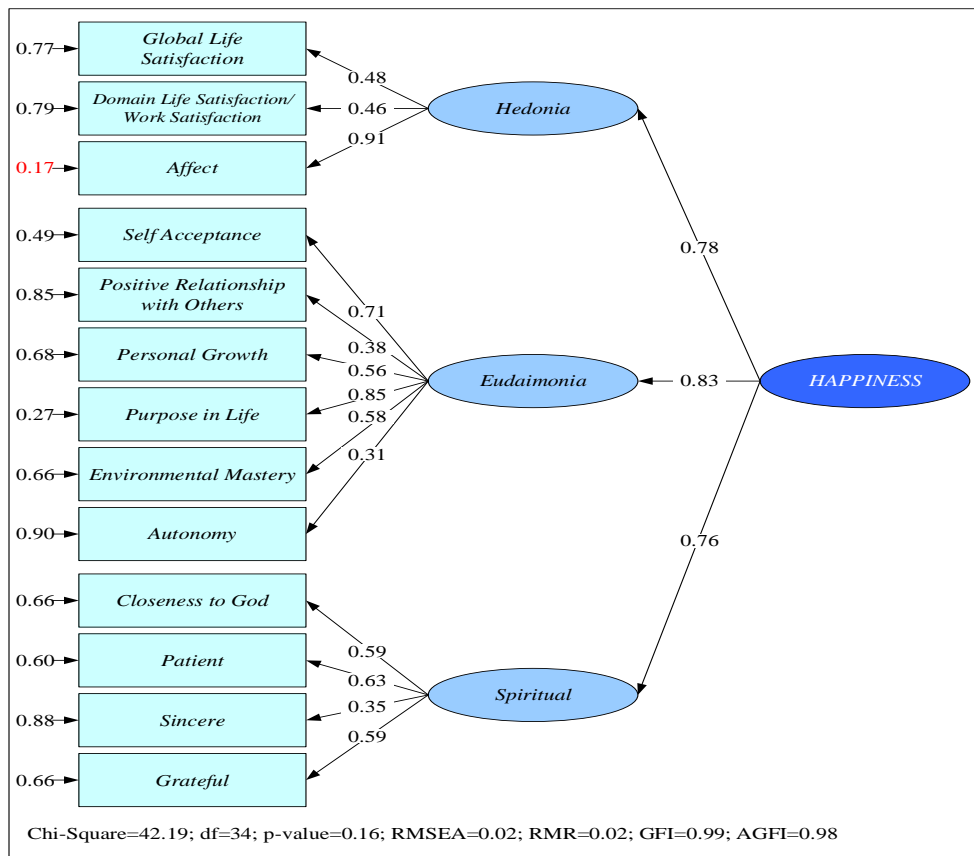 0.77
Global Life
Satisfaction
0.48
0.79
Domain Life Satisfaction/
Work Satisfaction
0.46
Hedonia
0.91
0.17
Affect
0.49
Self Acceptance
0.78
0.85
Positive Relationship
with Others
0.71
0.38
0.68
Personal Growth
0.56
0.85
Eudaimonia
0.83
HAPPINESS
0.27
Purpose in Life
0.58
0.31
0.66
Environmental Mastery
0.90
Autonomy
0.76
0.66
Closeness to God
0.59
0.60
Patient
0.63
Spiritual
0.35
0.88
Sincere
0.59
0.66
Grateful
Chi-Square=42.19; df=34; p-value=0.16; RMSEA=0.02; RMR=0.02; GFI=0.99; AGFI=0.98